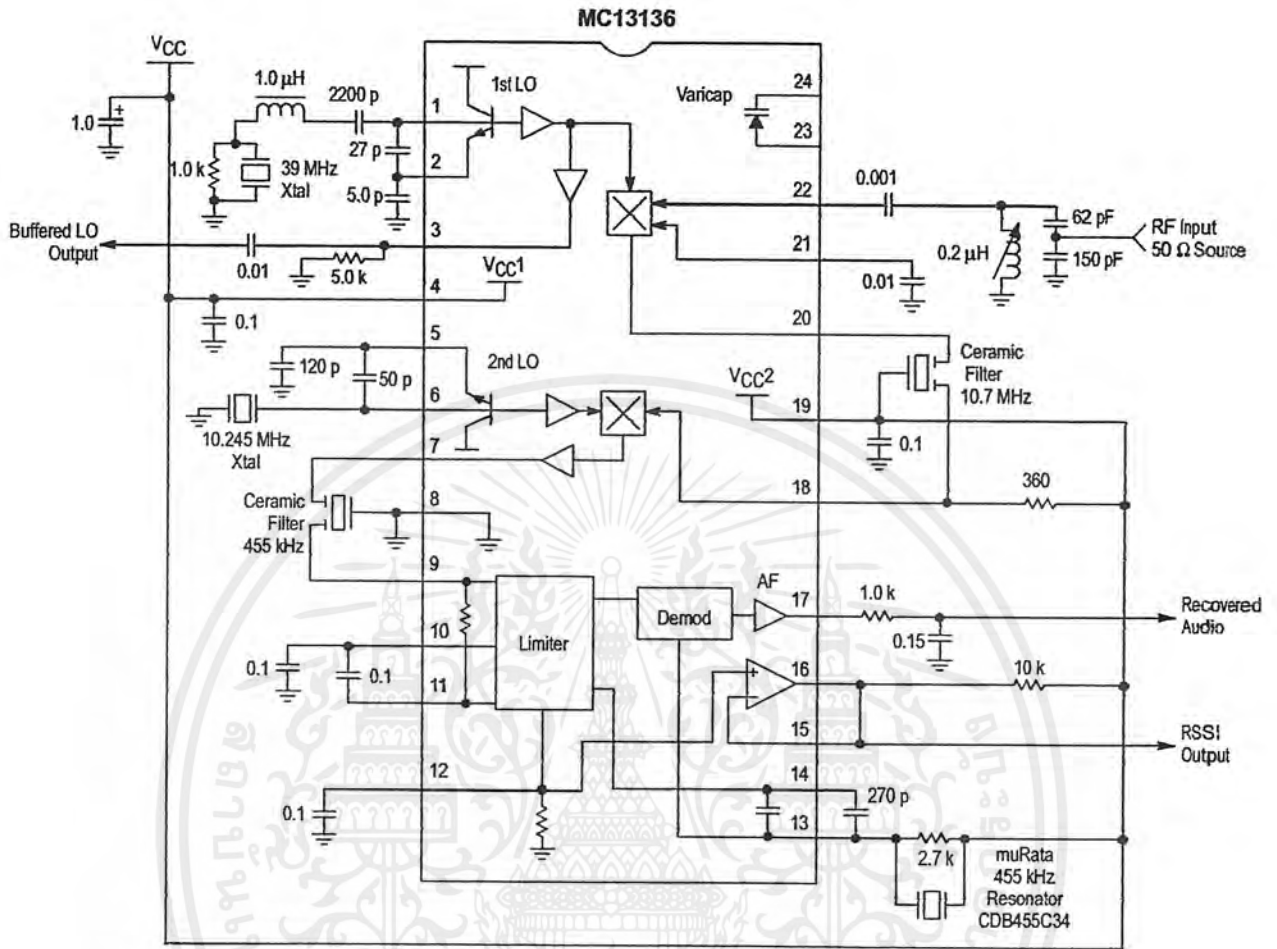 MC13136
VCC
1.0 µH
2200 p
1
1st LO
Varicap
24
23
1.0
+
27 p
2
1.0 k
39 MHz
Xtal
5.0 p
0.001
22
62 pF
RF Input
50 Ω Source
150 pF
0.2 µH
Buffered LO
Output
3
0.01
5.0 k
21
0.01
VCC1
4
0.1
20
5
120 p
50 p
2nd LO
Ceramic
Filter
10.7 MHz
VCC2
6
19
0.1
10.245 MHz
Xtal
7
18
360
Ceramic
Filter
455 kHz
8
9
AF
17
1.0 k
Recovered
Audio
Limiter
Demod
0.15
10
0.1
0.1
11
+
-
16
10 k
15
RSSI
Output
12
0.1
14
270 p
13
2.7 k
muRata
455 kHz
Resonator
CDB455C34